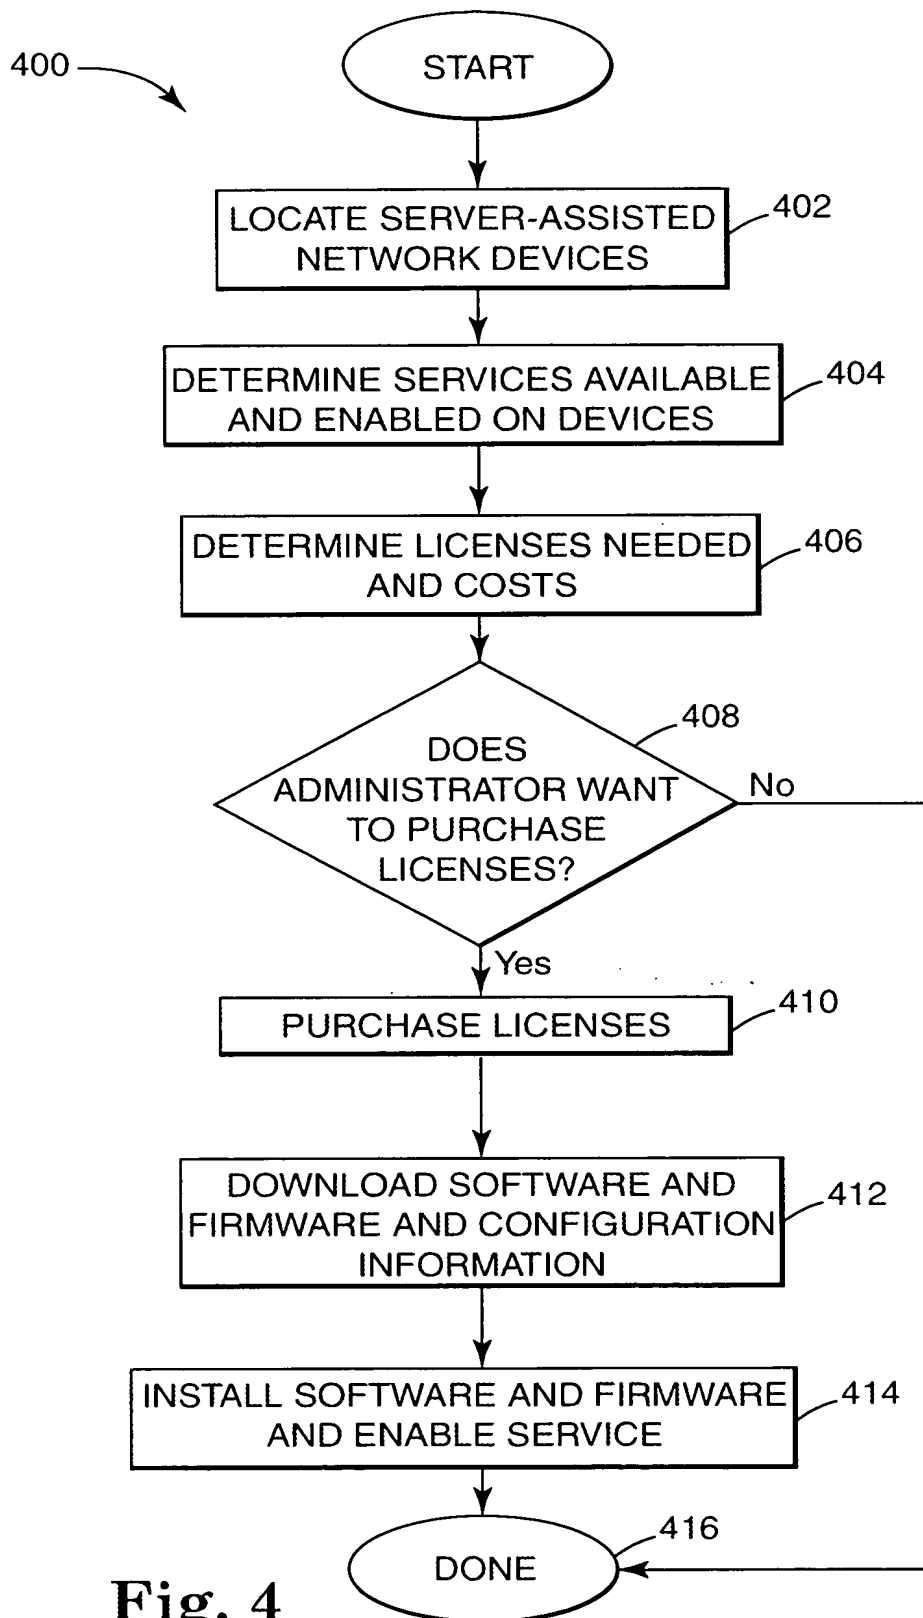 400
START
LOCATE SERVER-ASSISTED
NETWORK DEVICES
402
DETERMINE SERVICES AVAILABLE
AND ENABLED ON DEVICES
404
DETERMINE LICENSES NEEDED
AND COSTS
406
DOES
ADMINISTRATOR WANT
TO PURCHASE
LICENSES?
408
No
Yes
PURCHASE LICENSES
410
DOWNLOAD SOFTWARE AND
FIRMWARE AND CONFIGURATION
INFORMATION
412
INSTALL SOFTWARE AND FIRMWARE
AND ENABLE SERVICE
414
DONE
416
Fig. 4